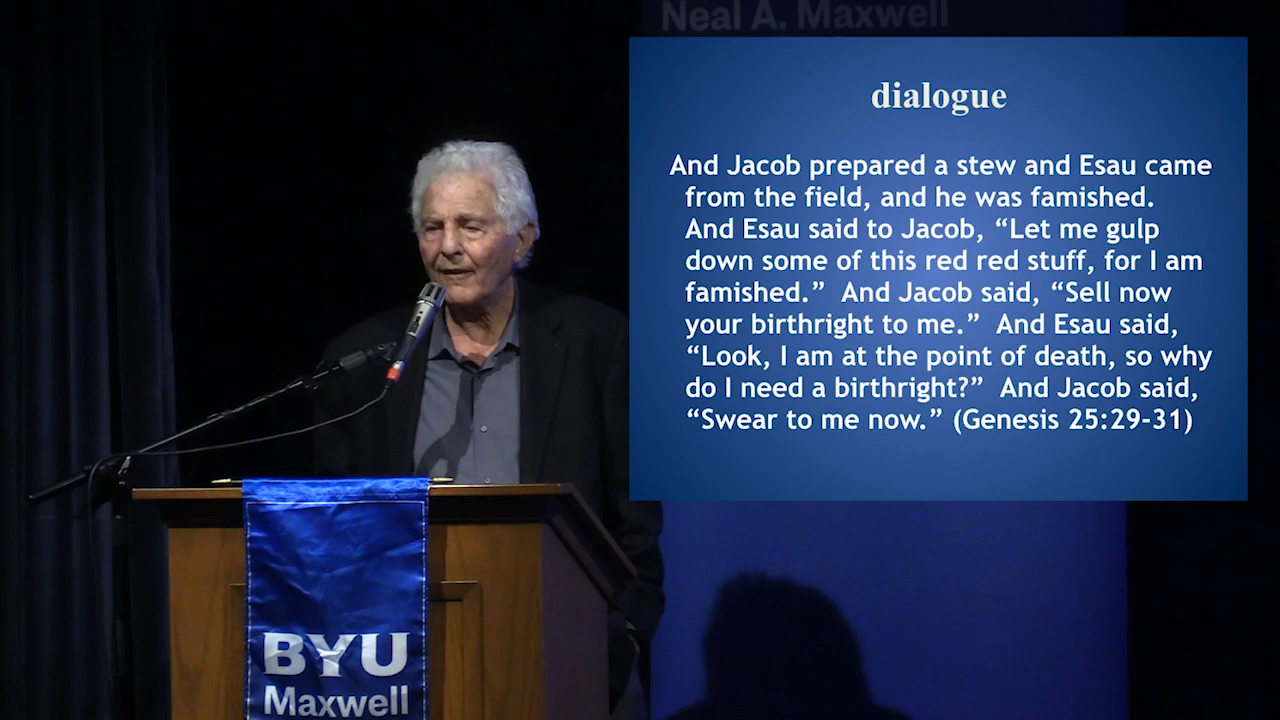 Neal A. Maxwell
dialogue
And Jacob prepared a stew and Esau came
from the field, and he was famished.
And Esau said to Jacob, “Let me gulp
down some of this red red stuff, for I am
famished.”  And Jacob said, “Sell now
your birthright to me.”  And Esau said,
“Look, I am at the point of death, so why
do I need a birthright?”  And Jacob said,
“Swear to me now.” (Genesis 25:29-31)
BYU
Maxwell